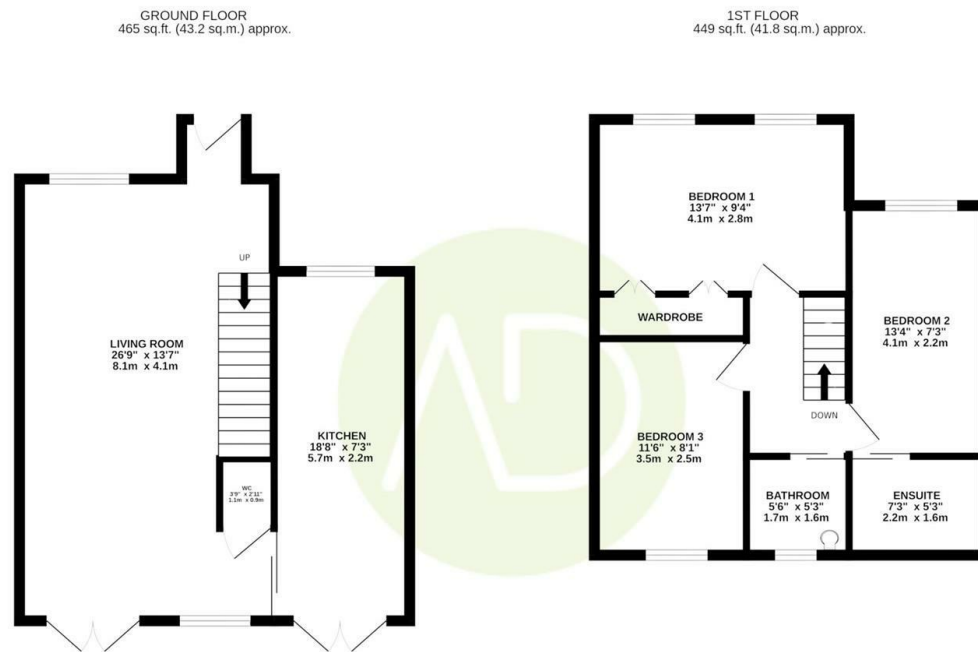 GROUND FLOOR
465 sq.ft. (43.2 sq.m.) approx.
1ST FLOOR
449 sq.ft. (41.8 sq.m.) approx.
UP
LIVING ROOM
26'9" x 13'7"
8.1m x 4.1m
KITCHEN
18'8" x 7'3"
5.7m x 2.2m
WC
3'9" x 2'11"
1.1m x 0.9m
BEDROOM 1
13'7" x 9'4"
4.1m x 2.8m
WARDROBE
BEDROOM 2
13'4" x 7'3"
4.1m x 2.2m
DOWN
BEDROOM 3
11'6" x 8'1"
3.5m x 2.5m
BATHROOM
5'6" x 5'3"
1.7m x 1.6m
ENSUITE
7'3" x 5'3"
2.2m x 1.6m
AD